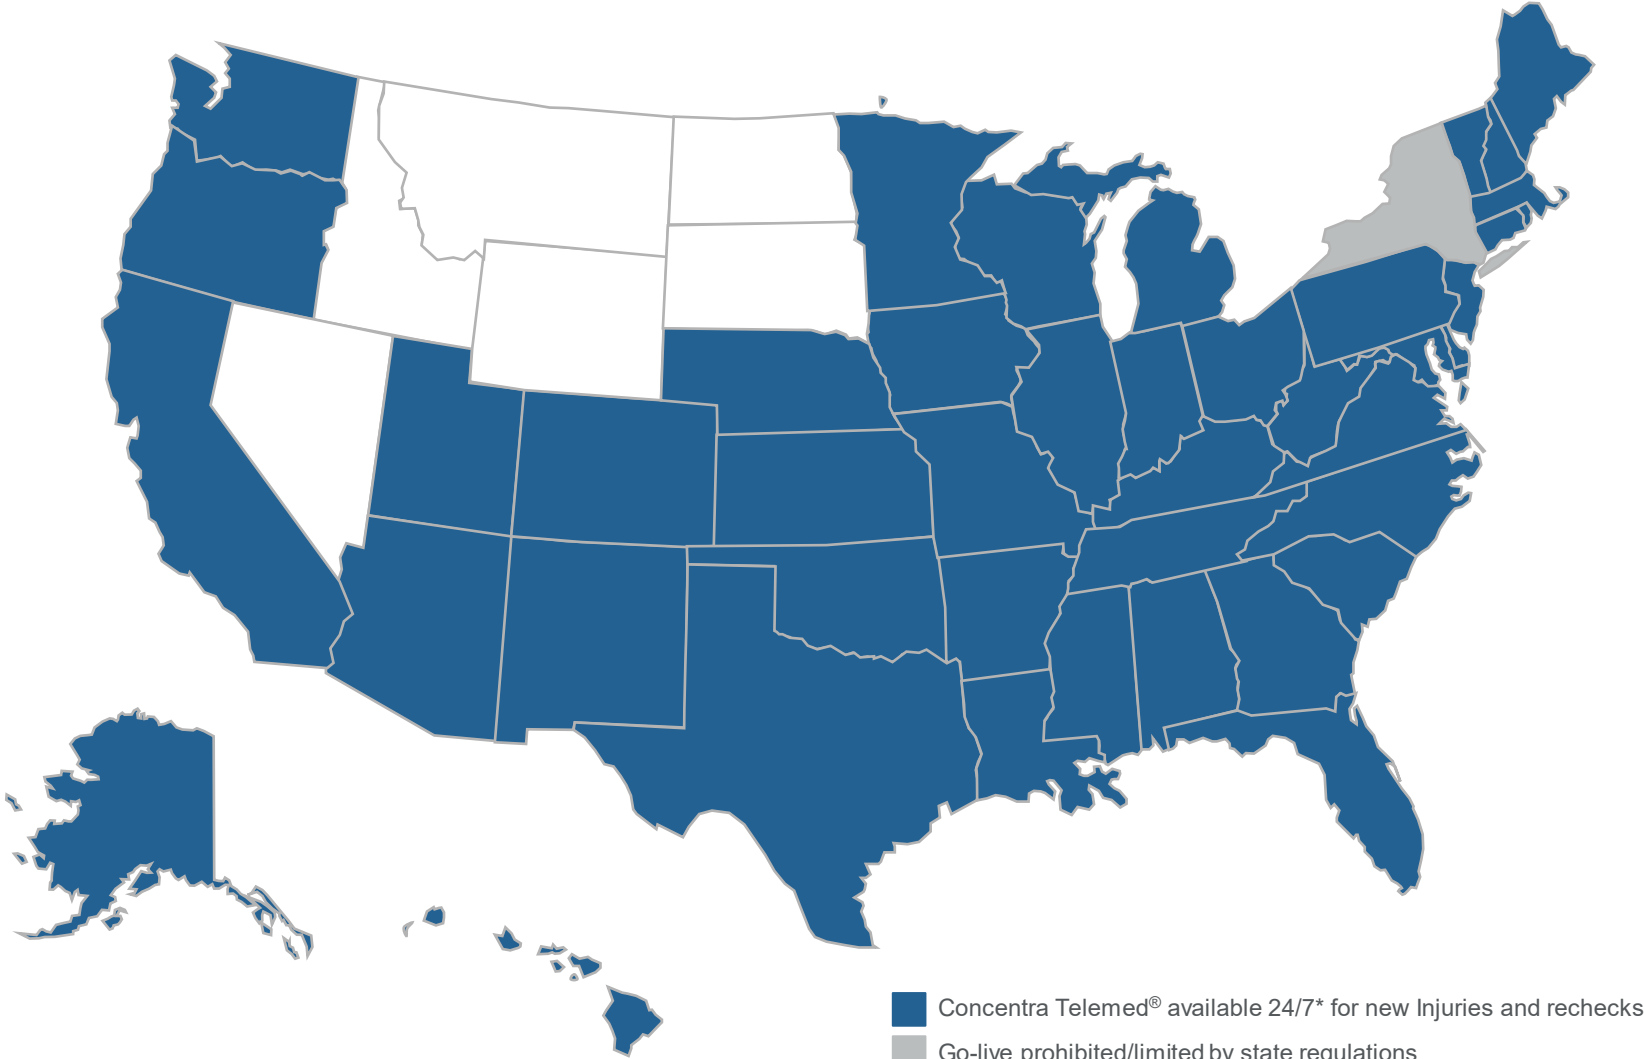 Concentra Telemed® available 24/7* for new Injuries and rechecks
Go-live prohibited/limited by state regulations